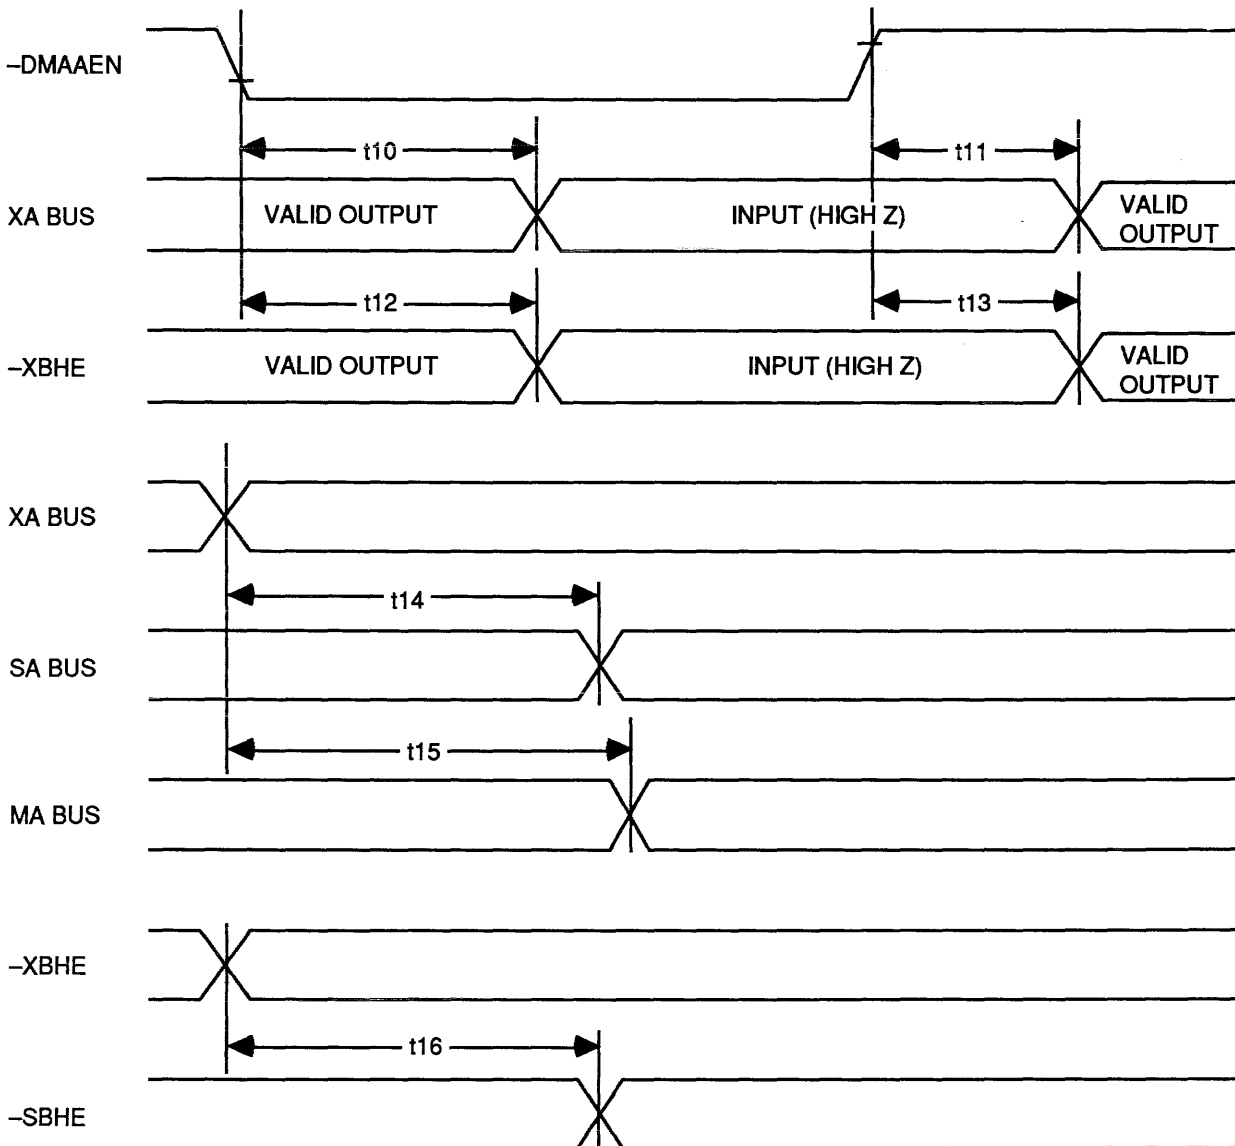 –DMAAEN
t10
t11
XA BUS
VALID OUTPUT
INPUT (HIGH Z)
VALID
OUTPUT
t12
t13
–XBHE
VALID OUTPUT
INPUT (HIGH Z)
VALID
OUTPUT
XA BUS
t14
SA BUS
t15
MA BUS
–XBHE
t16
–SBHE